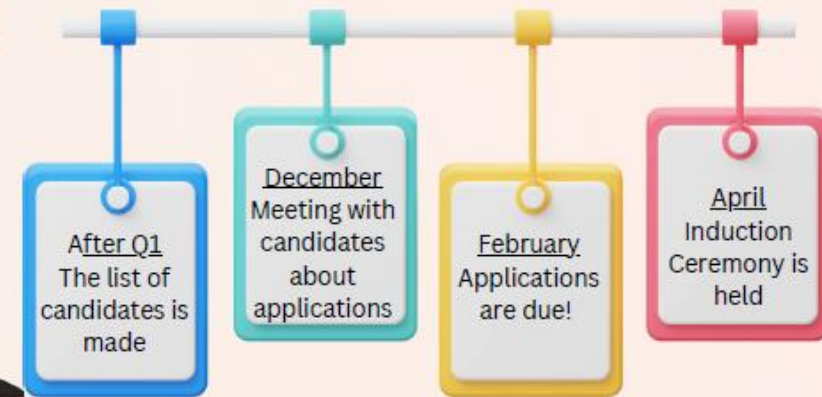 After Q1
The list of
candidates is
made
December
Meeting with
candidates
about
applications
February
Applications
are due!
April
Induction
Ceremony is
held